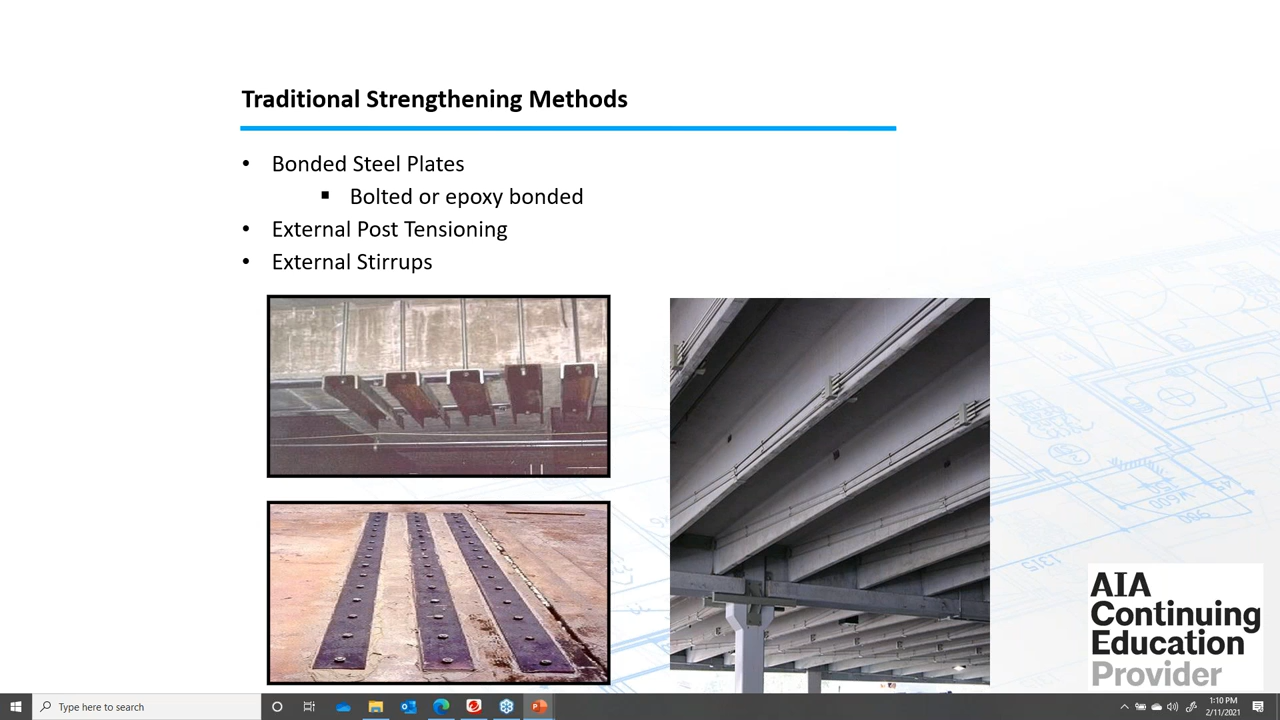 Traditional Strengthening Methods
• Bonded Steel Plates
▪ Bolted or epoxy bonded
• External Post Tensioning
• External Stirrups
1315
AIA
Continuing
Education
Provider
Type here to search
1:10 PM
2/11/2021